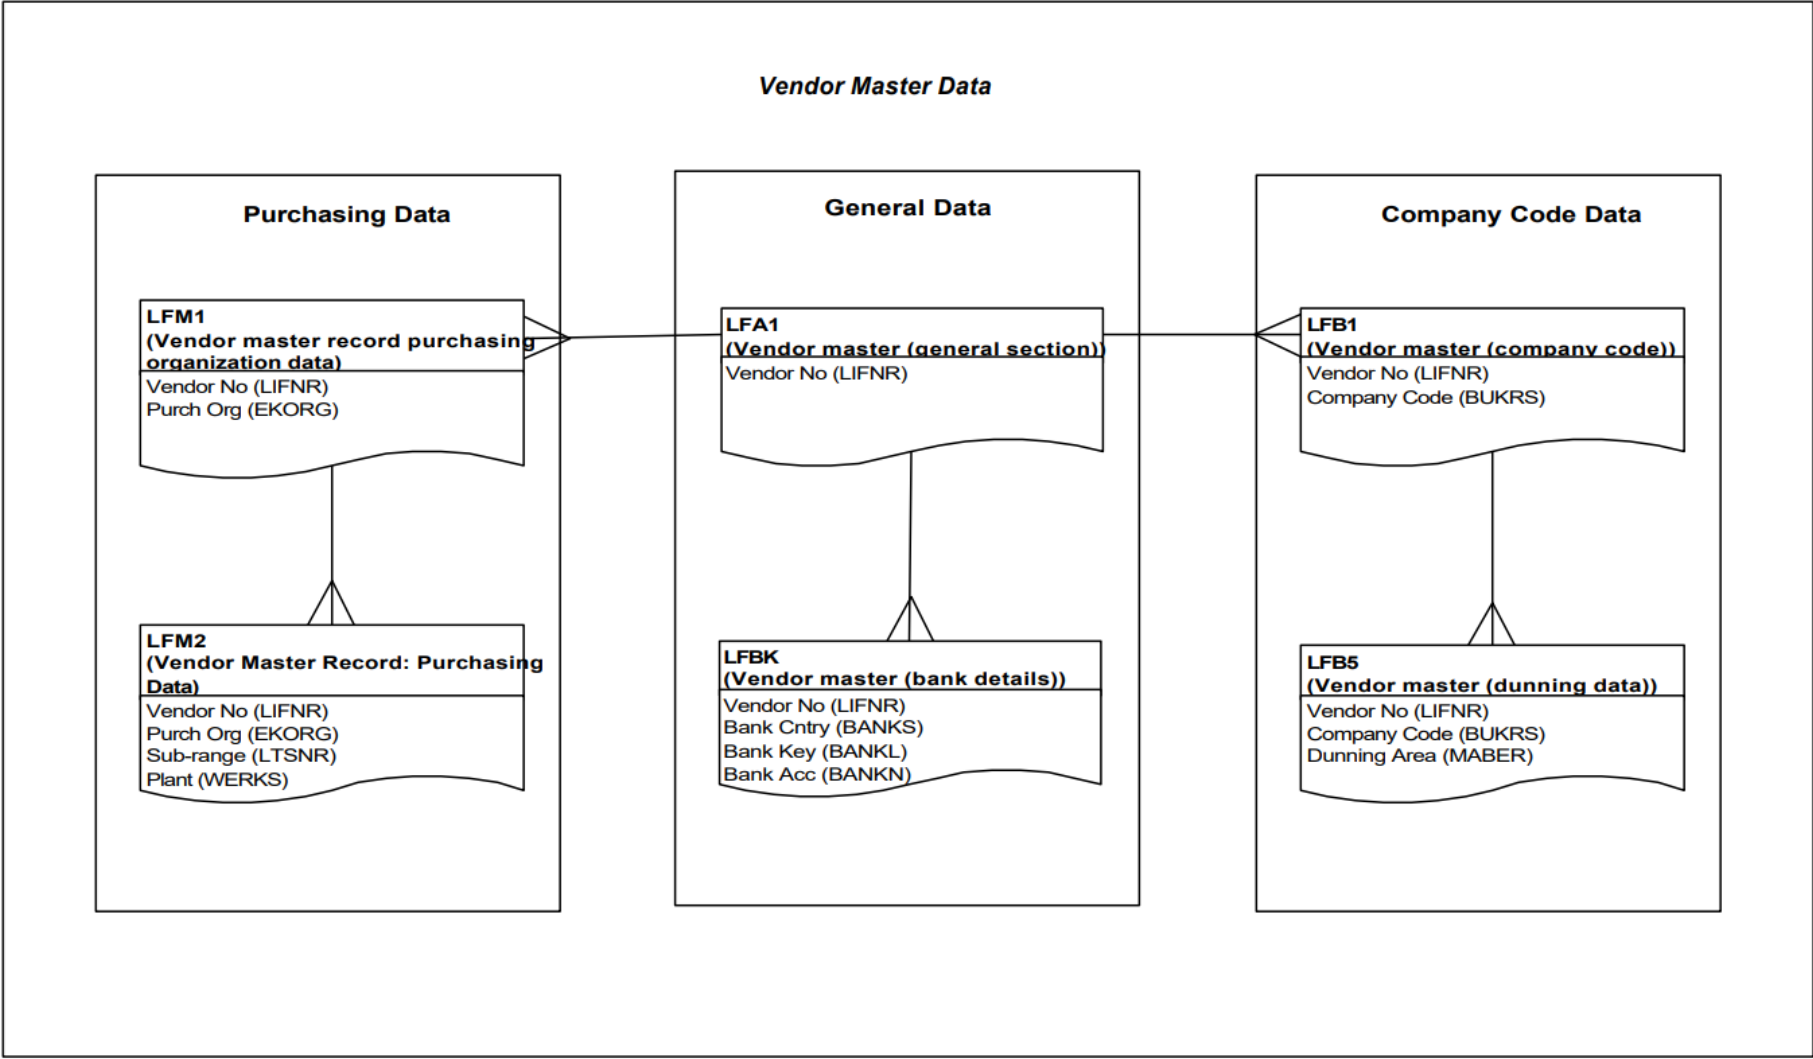 Vendor Master Data
Purchasing Data
LFM1
(Vendor master record purchasing
organization data)
Vendor No (LIFNR)
Purch Org (EKORG)
LFM2
(Vendor Master Record: Purchasing
Data)
Vendor No (LIFNR)
Purch Org (EKORG)
Sub-range (LTSNR)
Plant (WERKS)
General Data
LFA1
(Vendor master (general section))
Vendor No (LIFNR)
LFBK
(Vendor master (bank details))
Vendor No (LIFNR)
Bank Cntry (BANKS)
Bank Key (BANKL)
Bank Acc (BANKN)
Company Code Data
LFB1
(Vendor master (company code))
Vendor No (LIFNR)
Company Code (BUKRS)
LFB5
(Vendor master (dunning data))
Vendor No (LIFNR)
Company Code (BUKRS)
Dunning Area (MABER)